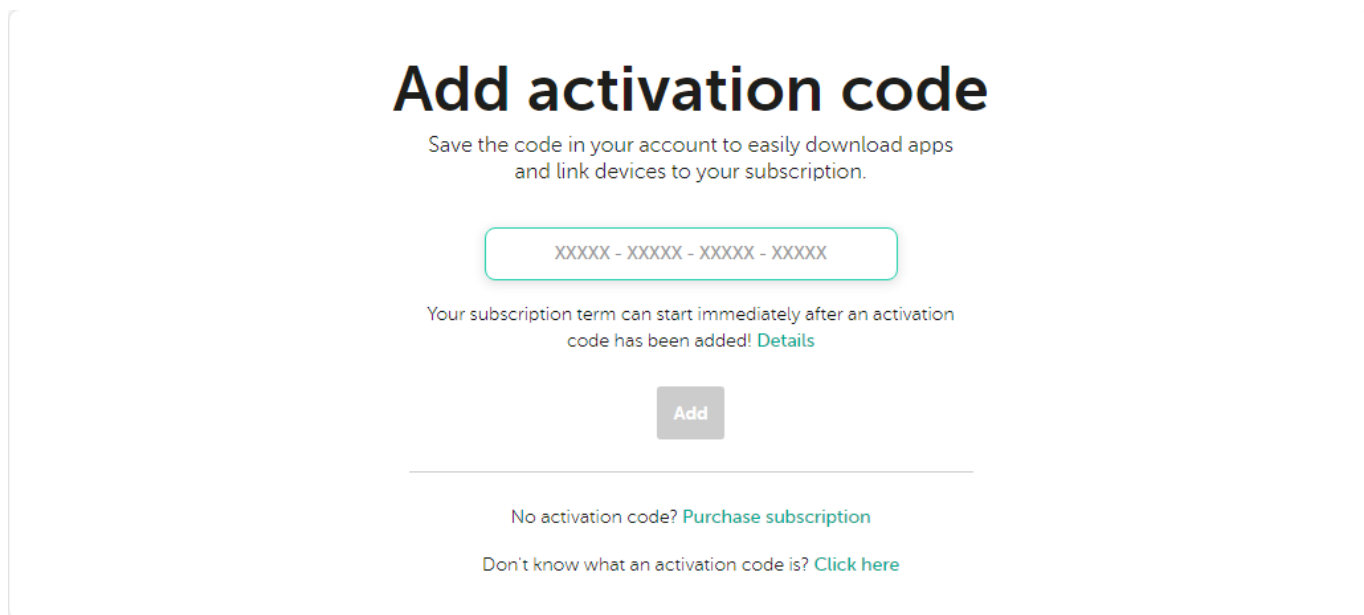 Add activation code
Save the code in your account to easily download apps
and link devices to your subscription.
XXXXX - XXXXX - XXXXX - XXXXX
Your subscription term can start immediately after an activation
code has been added! Details
Add
No activation code? Purchase subscription
Don't know what an activation code is? Click here